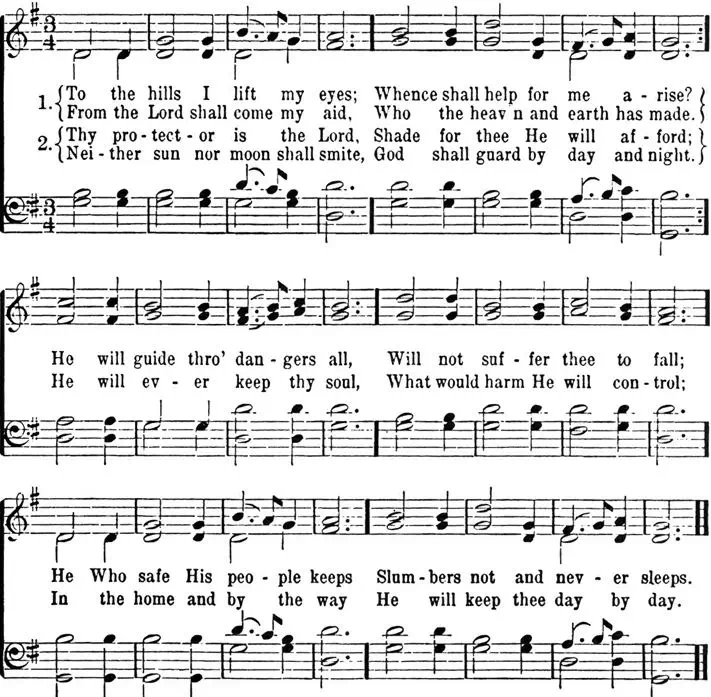 3
4
1. To the hills I lift my eyes; Whence shall help for me a - rise?
From the Lord shall come my aid, Who the heav n and earth has made.
2. Thy pro - tect - or is the Lord, Shade for thee He will af - ford;
Nei - ther sun nor moon shall smite, God shall guard by day and night.
3
4
He will guide thro' dan - gers all, Will not suf - fer thee to fall;
He will ev - er keep thy soul, What would harm He will con - trol;
He Who safe His peo - ple keeps Slum - bers not and nev - er sleeps.
In the home and by the way He will keep thee day by day.